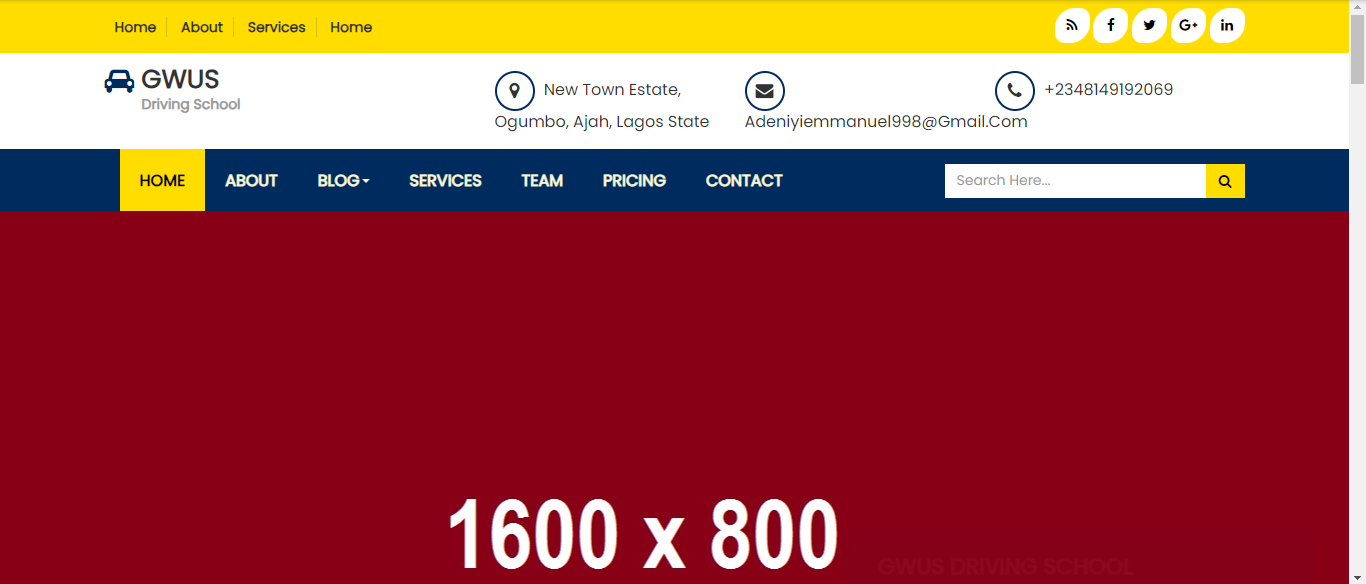 Home About Services Home
GWUS
Driving School
New Town Estate,
Ogumbo, Ajah, Lagos State
Adeniyiemmanuel998@Gmail.Com
+2348149192069
HOME ABOUT BLOG SERVICES TEAM PRICING CONTACT
Search Here...
1600 x 800
GWUS DRIVING SCHOOL